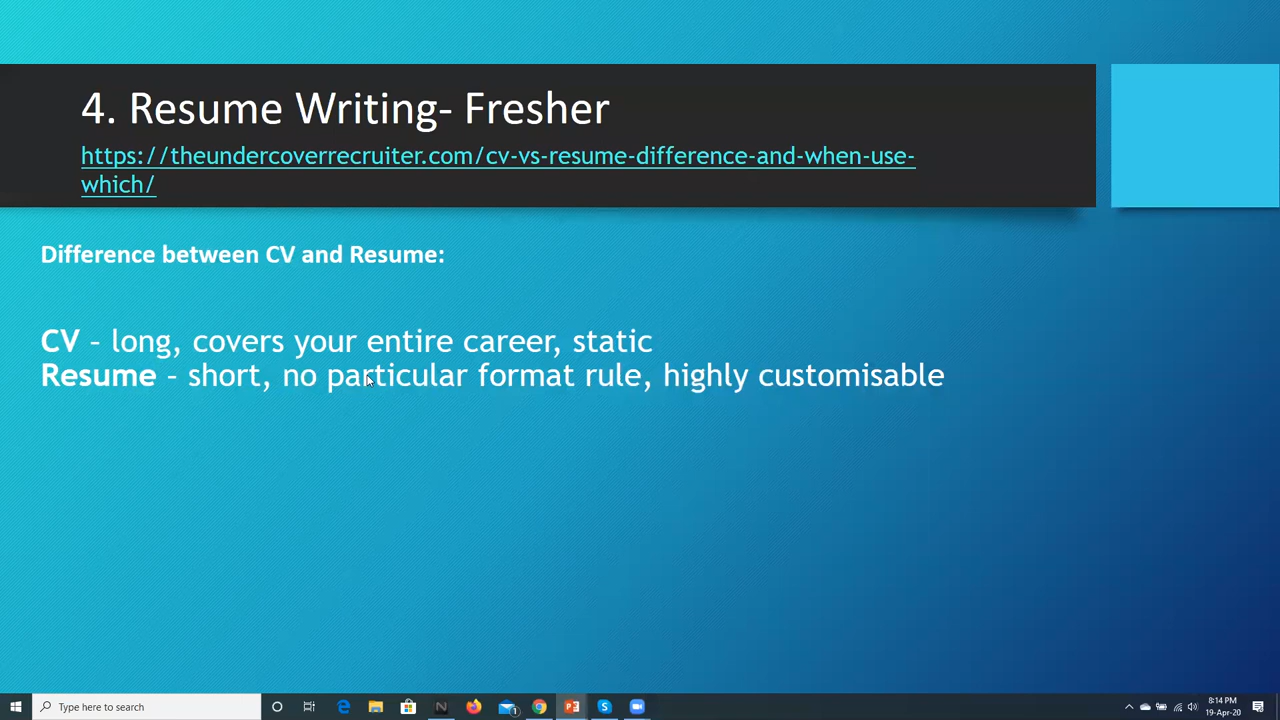 4. Resume Writing- Fresher
https://theundercoverrecruiter.com/cv-vs-resume-difference-and-when-use-
which/
Difference between CV and Resume:
CV – long, covers your entire career, static
Resume – short, no particular format rule, highly customisable
Type here to search
8:14 PM
19-Apr-20